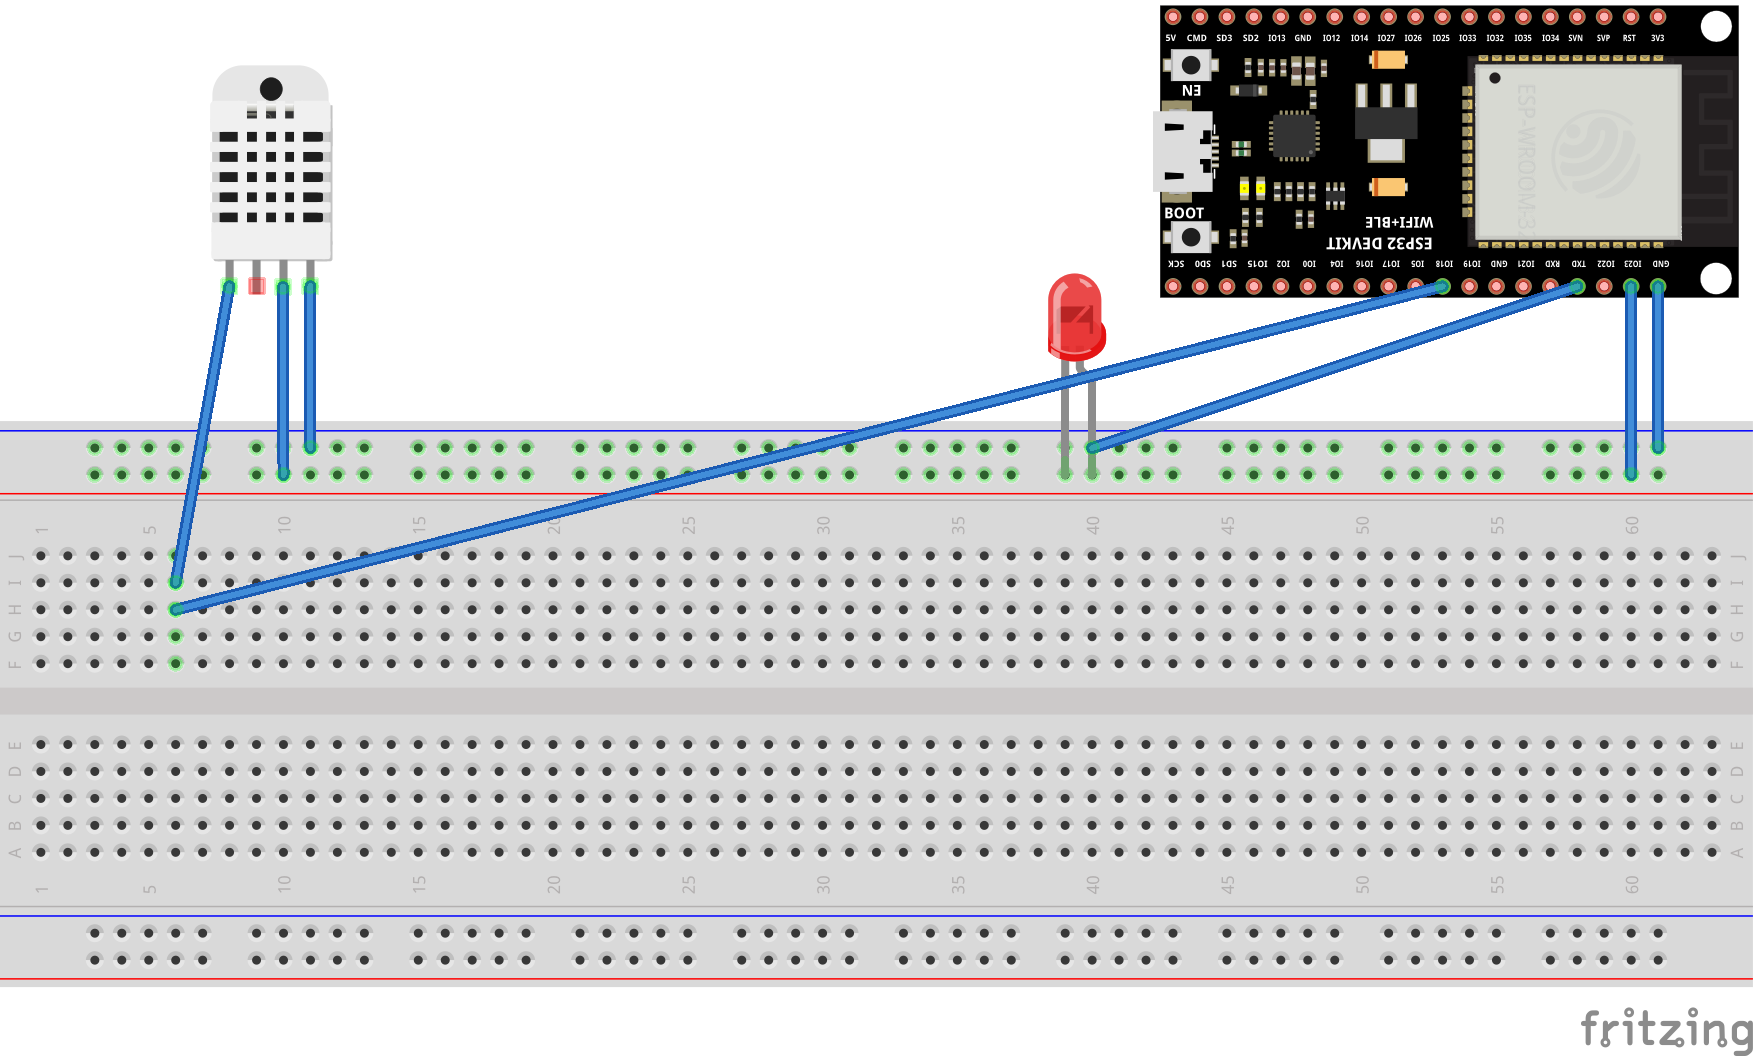 5V CMD SD3 SD2 IO13 GND IO12 IO14 IO27 IO26 IO25 IO33 IO32 IO35 IO34 SVN SVP RST 3V3
EN
ESP-WROOM-32
BOOT
WIFI+BLE
ESP32 DEVKIT
SCK SD0 SD1 IO15 IO2 IO0 IO4 IO16 IO17 IO5 IO18 IO19 GND IO21 RXD TXD IO22 IO23 GND
1 5 10 15 20 25 30 35 40 45 50 55 60
J J
I I
H H
G G
F F
E E
D D
C C
B B
A A
1 5 10 15 20 25 30 35 40 45 50 55 60
fritzing